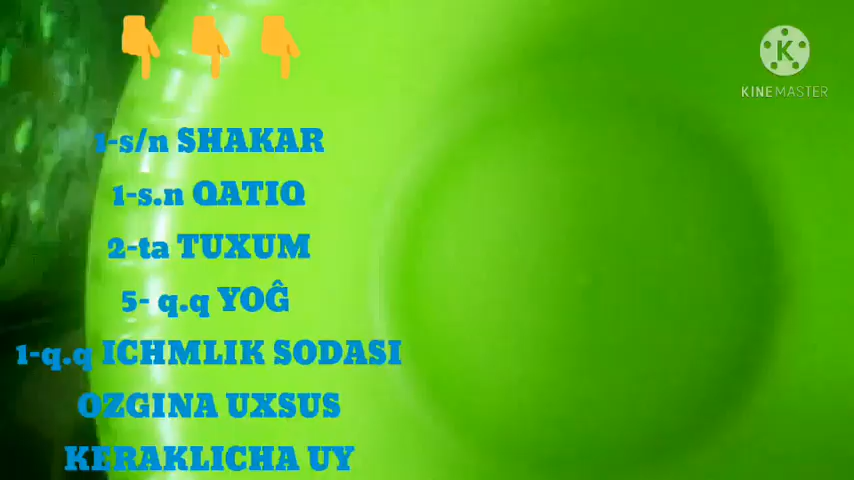 KINEMASTER
1-s/n SHAKAR
1-s.n QATIQ
2-ta TUXUM
5- q.q YOĜ
1-q.q ICHMLIK SODASI
OZGINA UXSUS
KERAKLICHA UY